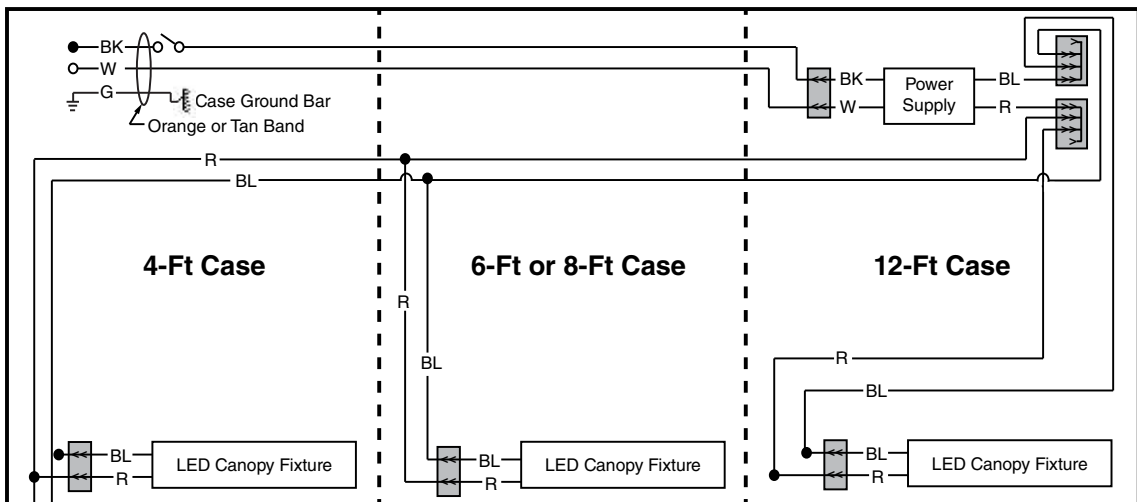 BK
W
G
Case Ground Bar
Orange or Tan Band
BK
W
Power
Supply
BL
R
R
BL
4-Ft Case
6-Ft or 8-Ft Case
12-Ft Case
R
BL
R
BL
BL
R
LED Canopy Fixture
BL
R
LED Canopy Fixture
BL
R
LED Canopy Fixture